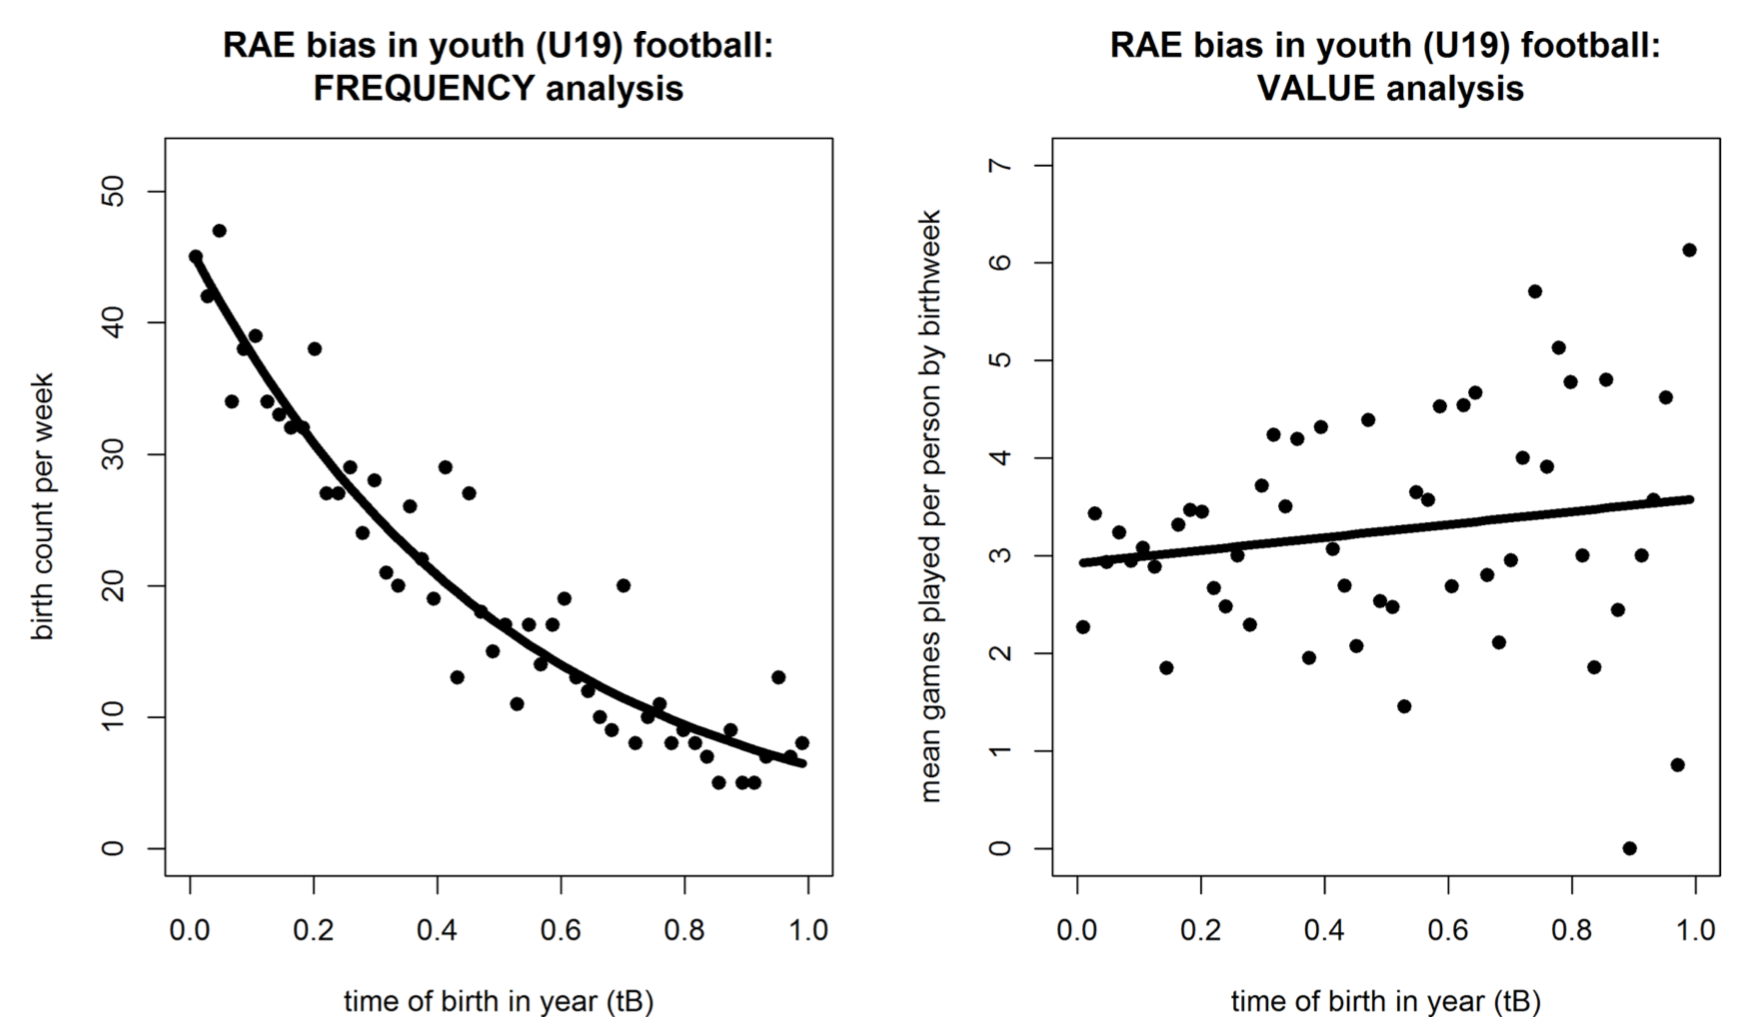 RAE bias in youth (U19) football:
FREQUENCY analysis
birth count per week
50
40
30
20
10
0
0.0 0.2 0.4 0.6 0.8 1.0
time of birth in year (tB)
RAE bias in youth (U19) football:
VALUE analysis
mean games played per person by birthweek
7
6
5
4
3
2
1
0
0.0 0.2 0.4 0.6 0.8 1.0
time of birth in year (tB)